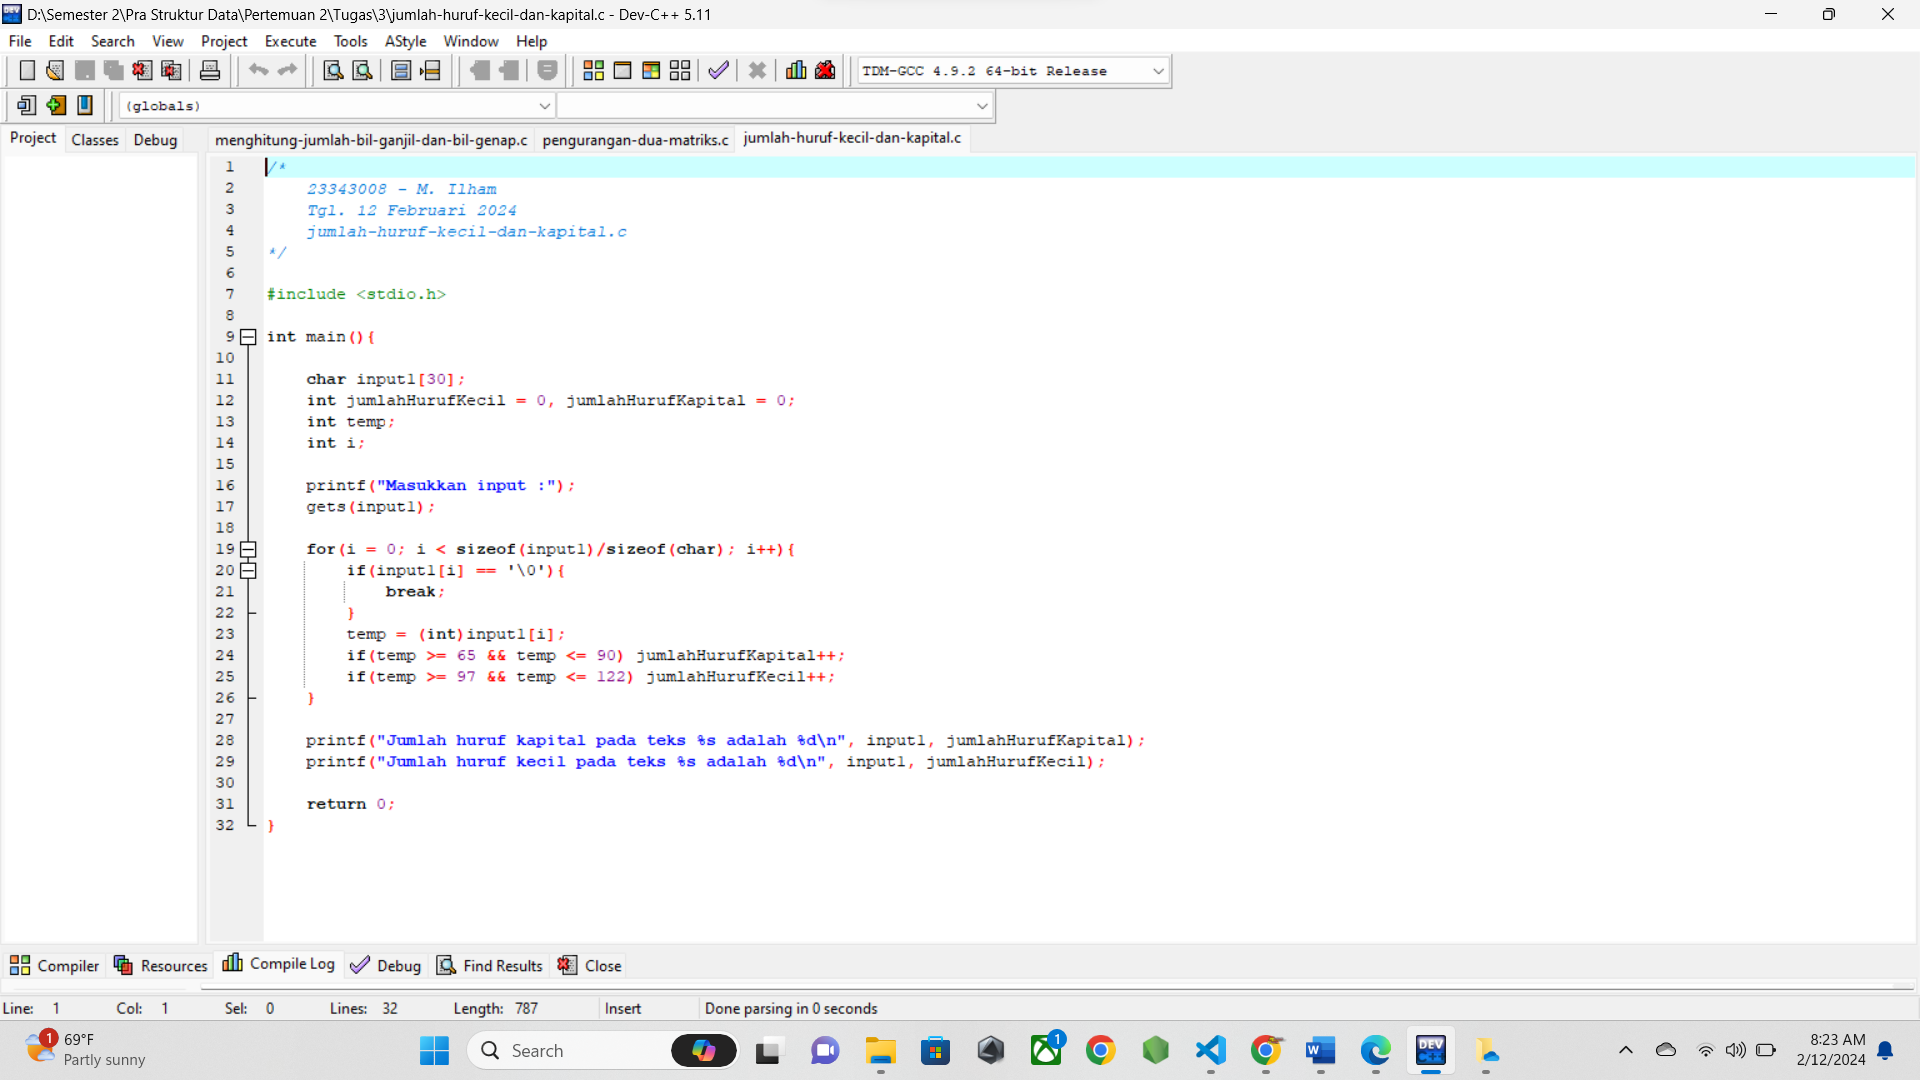 D:\Semester 2\Pra Struktur Data\Pertemuan 2\Tugas\3\jumlah-huruf-kecil-dan-kapital.c - Dev-C++ 5.11
File Edit Search View Project Execute Tools AStyle Window Help
TDM-GCC 4.9.2 64-bit Release
(globals)
Project Classes Debug menghitung-jumlah-bil-ganjil-dan-bil-genap.c pengurangan-dua-matriks.c jumlah-huruf-kecil-dan-kapital.c
1 /*
2 23343008 - M. Ilham
3 Tgl. 12 Februari 2024
4 jumlah-huruf-kecil-dan-kapital.c
5 */
6
7 #include <stdio.h>
8
9 int main(){
10
11 char input1[30];
12 int jumlahHurufKecil = 0, jumlahHurufKapital = 0;
13 int temp;
14 int i;
15
16 printf("Masukkan input :");
17 gets(input1);
18
19 for(i = 0; i < sizeof(input1)/sizeof(char); i++){
20 if(input1[i] == '\0'){
21 break;
22 }
23 temp = (int)input1[i];
24 if(temp >= 65 && temp <= 90) jumlahHurufKapital++;
25 if(temp >= 97 && temp <= 122) jumlahHurufKecil++;
26 }
27
28 printf("Jumlah huruf kapital pada teks %s adalah %d\n", input1, jumlahHurufKapital);
29 printf("Jumlah huruf kecil pada teks %s adalah %d\n", input1, jumlahHurufKecil);
30
31 return 0;
32 }
Compiler Resources Compile Log Debug Find Results Close
Line: 1 Col: 1 Sel: 0 Lines: 32 Length: 787 Insert Done parsing in 0 seconds
1 69°F
Partly sunny
Search
1
W
DEV C++
8:23 AM
2/12/2024